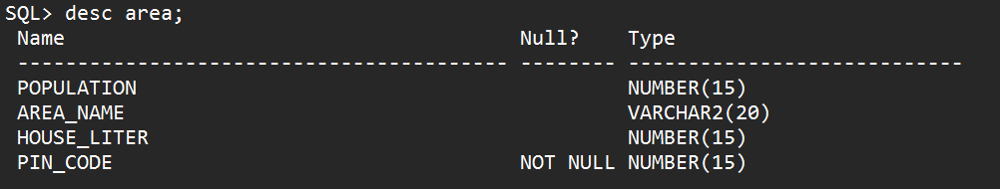 SQL> desc area;
Name Null? Type
----------------------------------------- -------- ----------------------------
POPULATION NUMBER(15)
AREA_NAME VARCHAR2(20)
HOUSE_LITER NUMBER(15)
PIN_CODE NOT NULL NUMBER(15)